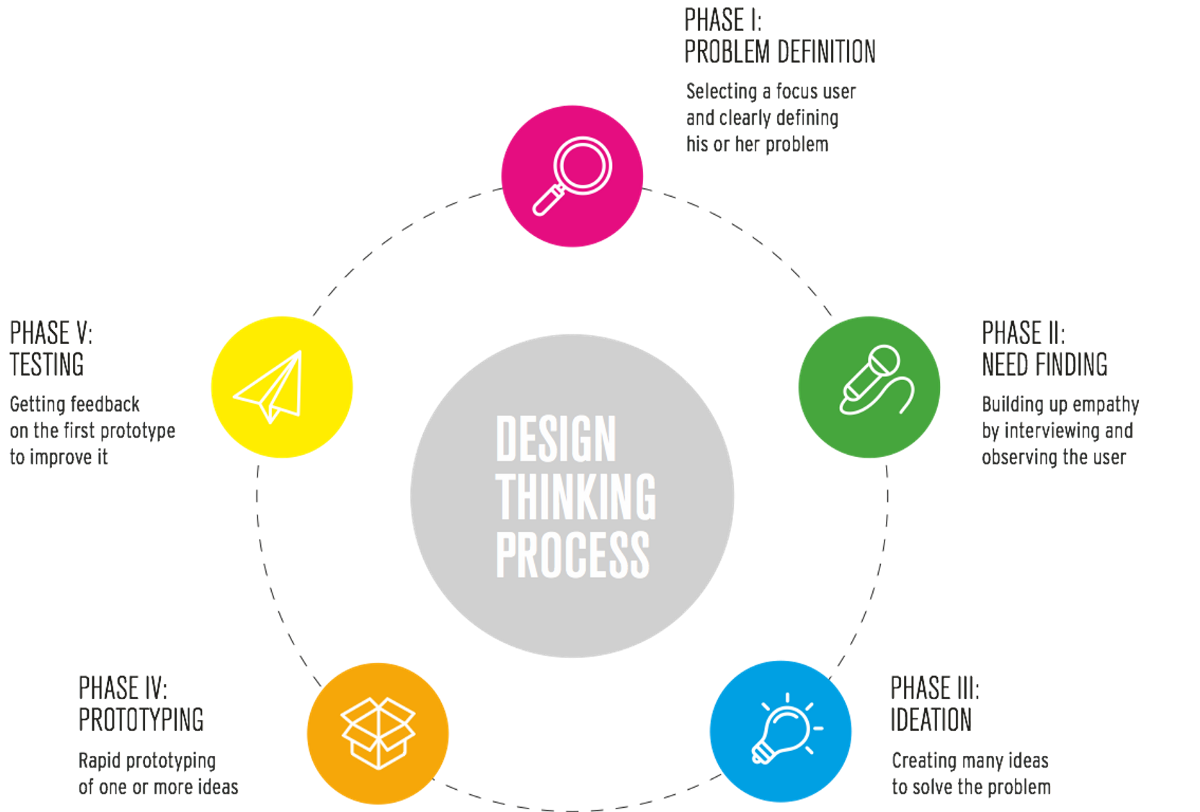 PHASE I:
PROBLEM DEFINITION
Selecting a focus user
and clearly defining
his or her problem
PHASE II:
NEED FINDING
Building up empathy
by interviewing and
observing the user
PHASE III:
IDEATION
Creating many ideas
to solve the problem
PHASE IV:
PROTOTYPING
Rapid prototyping
of one or more ideas
PHASE V:
TESTING
Getting feedback
on the first prototype
to improve it
DESIGN
THINKING
PROCESS